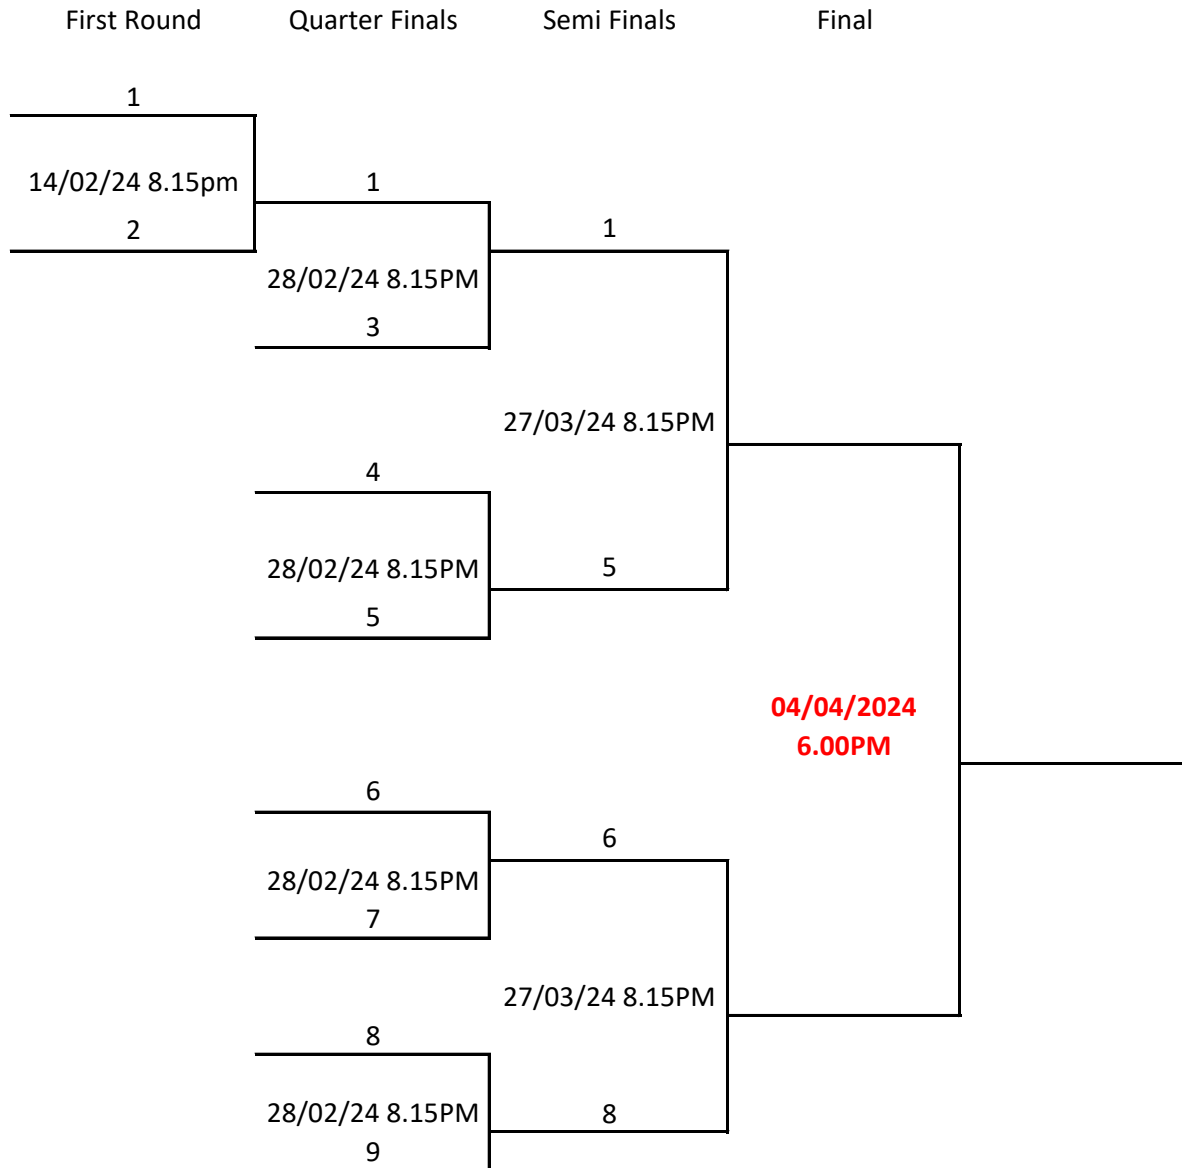 First Round Quarter Finals Semi Finals Final
1
14/02/24 8.15pm
1
2
1
28/02/24 8.15PM
3
27/03/24 8.15PM
4
28/02/24 8.15PM
5
5
04/04/2024
6.00PM
6
6
28/02/24 8.15PM
7
27/03/24 8.15PM
8
28/02/24 8.15PM
8
9